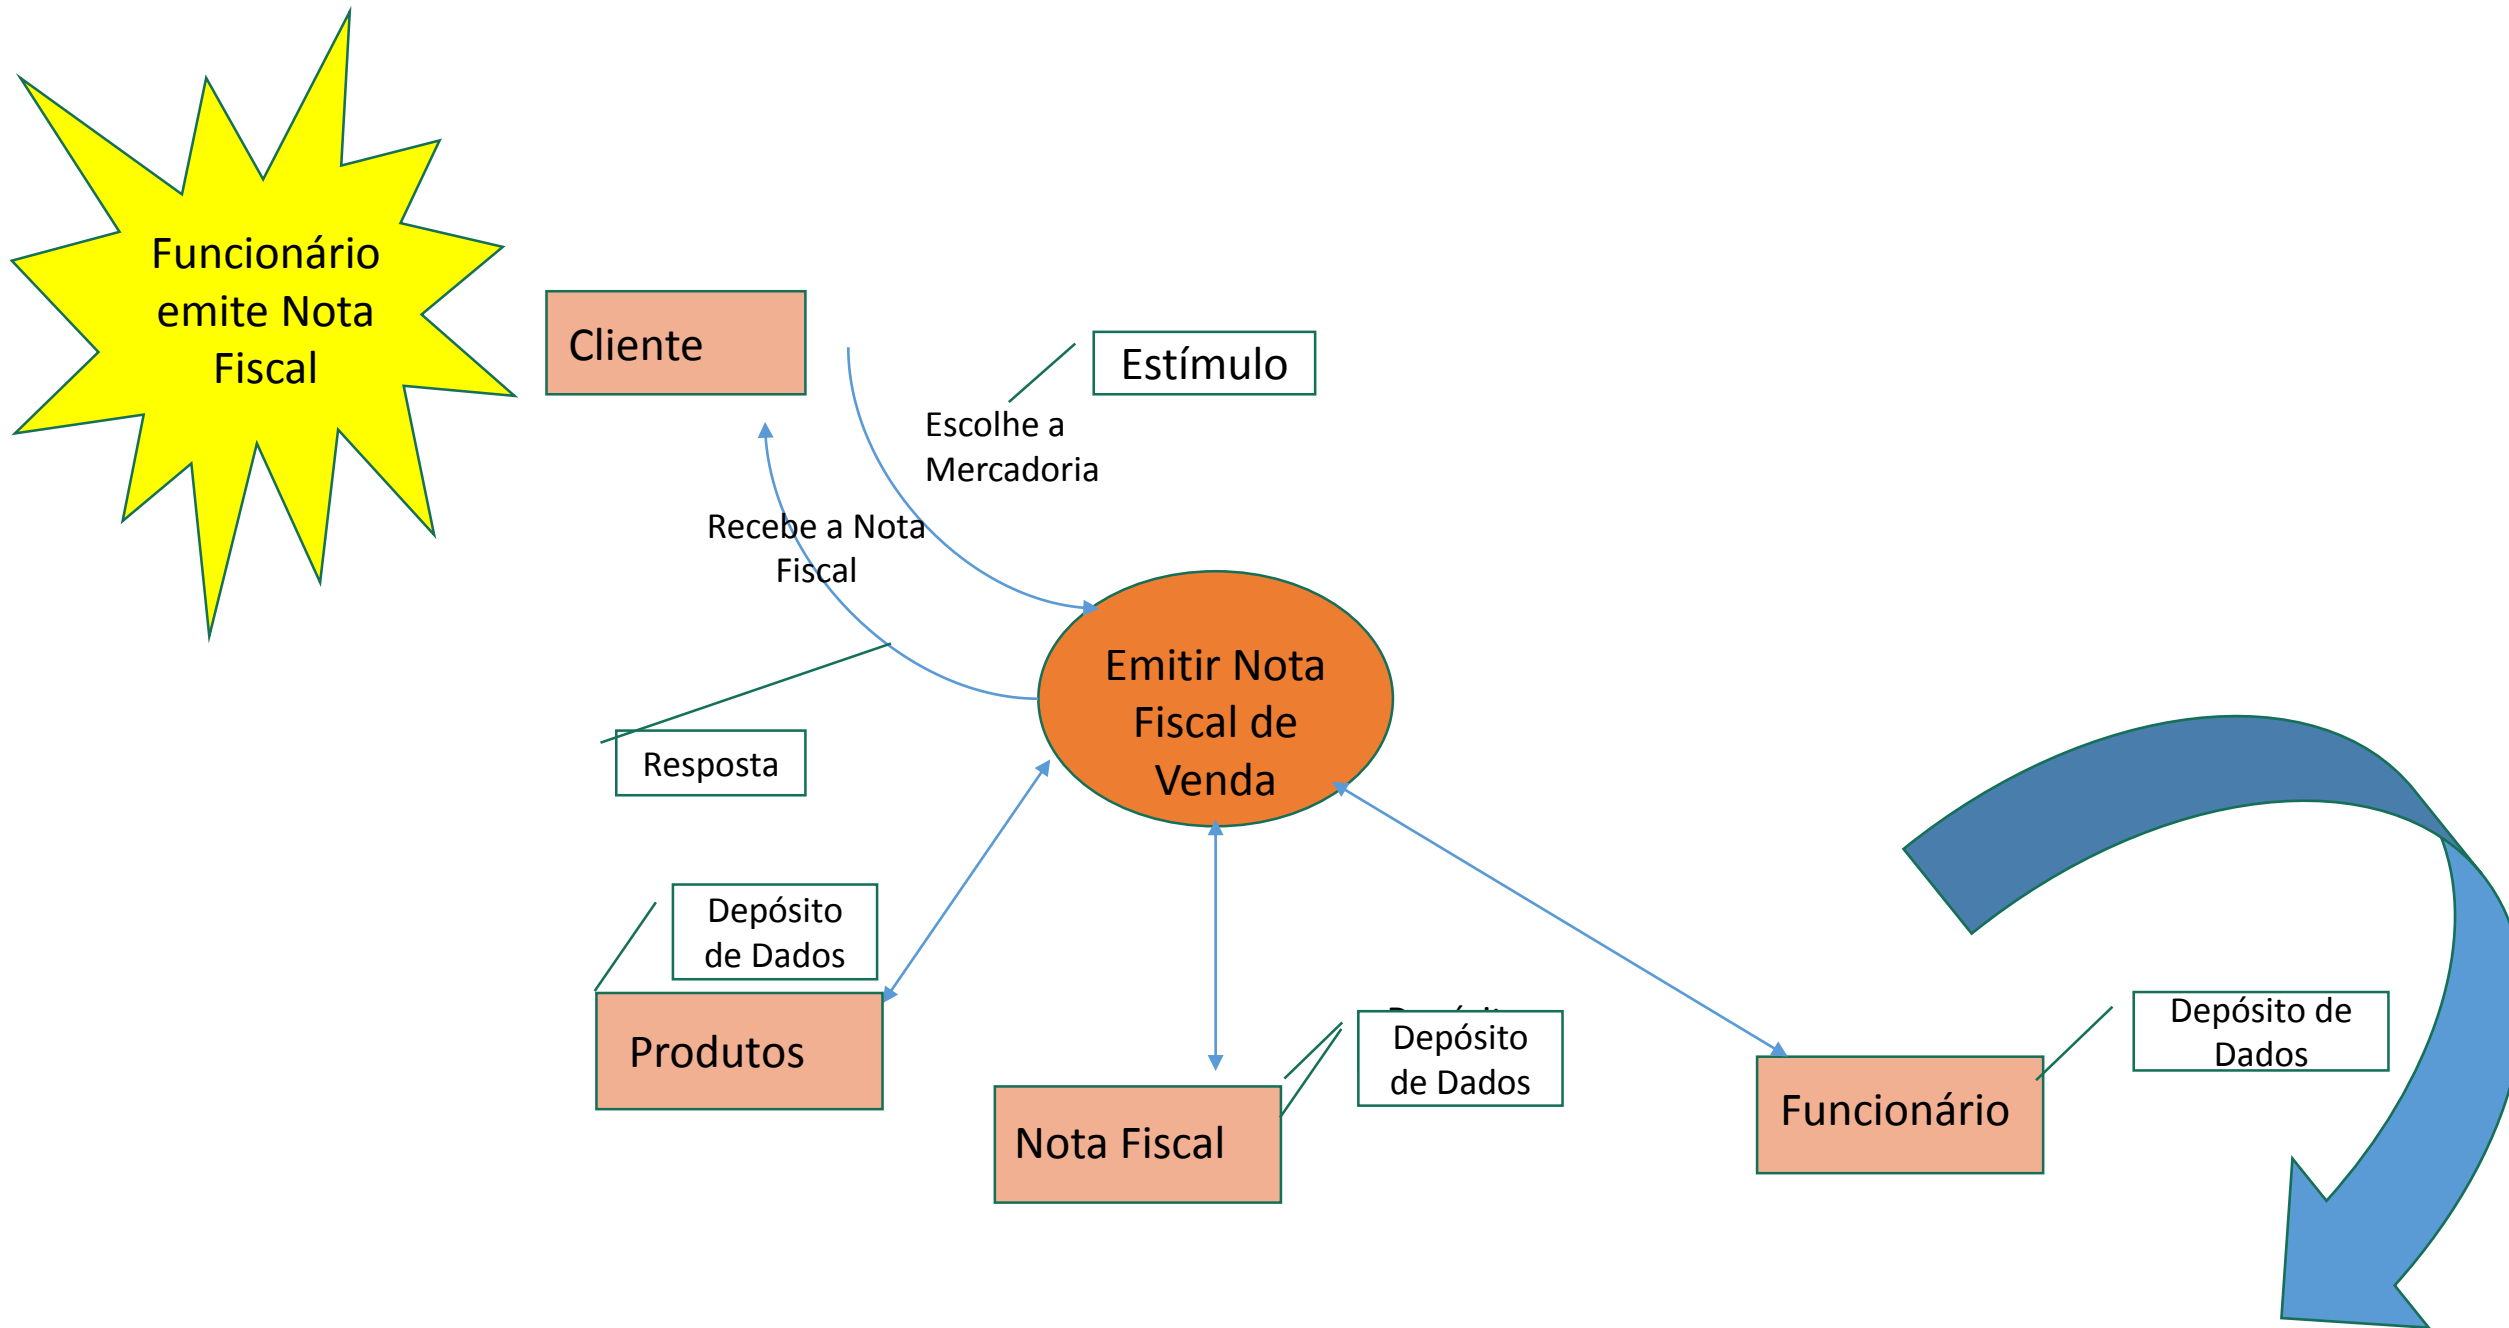 Funcionário
emite Nota
Fiscal
Cliente
Estímulo
Escolhe a
Mercadoria
Recebe a Nota
Fiscal
Emitir Nota
Fiscal de
Venda
Resposta
Depósito
de Dados
Produtos
Depósito
de Dados
Nota Fiscal
Depósito de
Dados
Funcionário